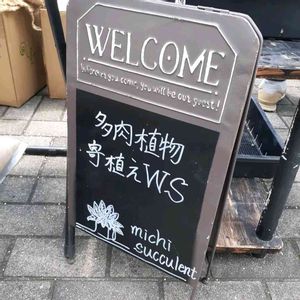 WELCOME
Whenever you come, you will be our guest!
多肉植物
寄植えWS
michi
succulent